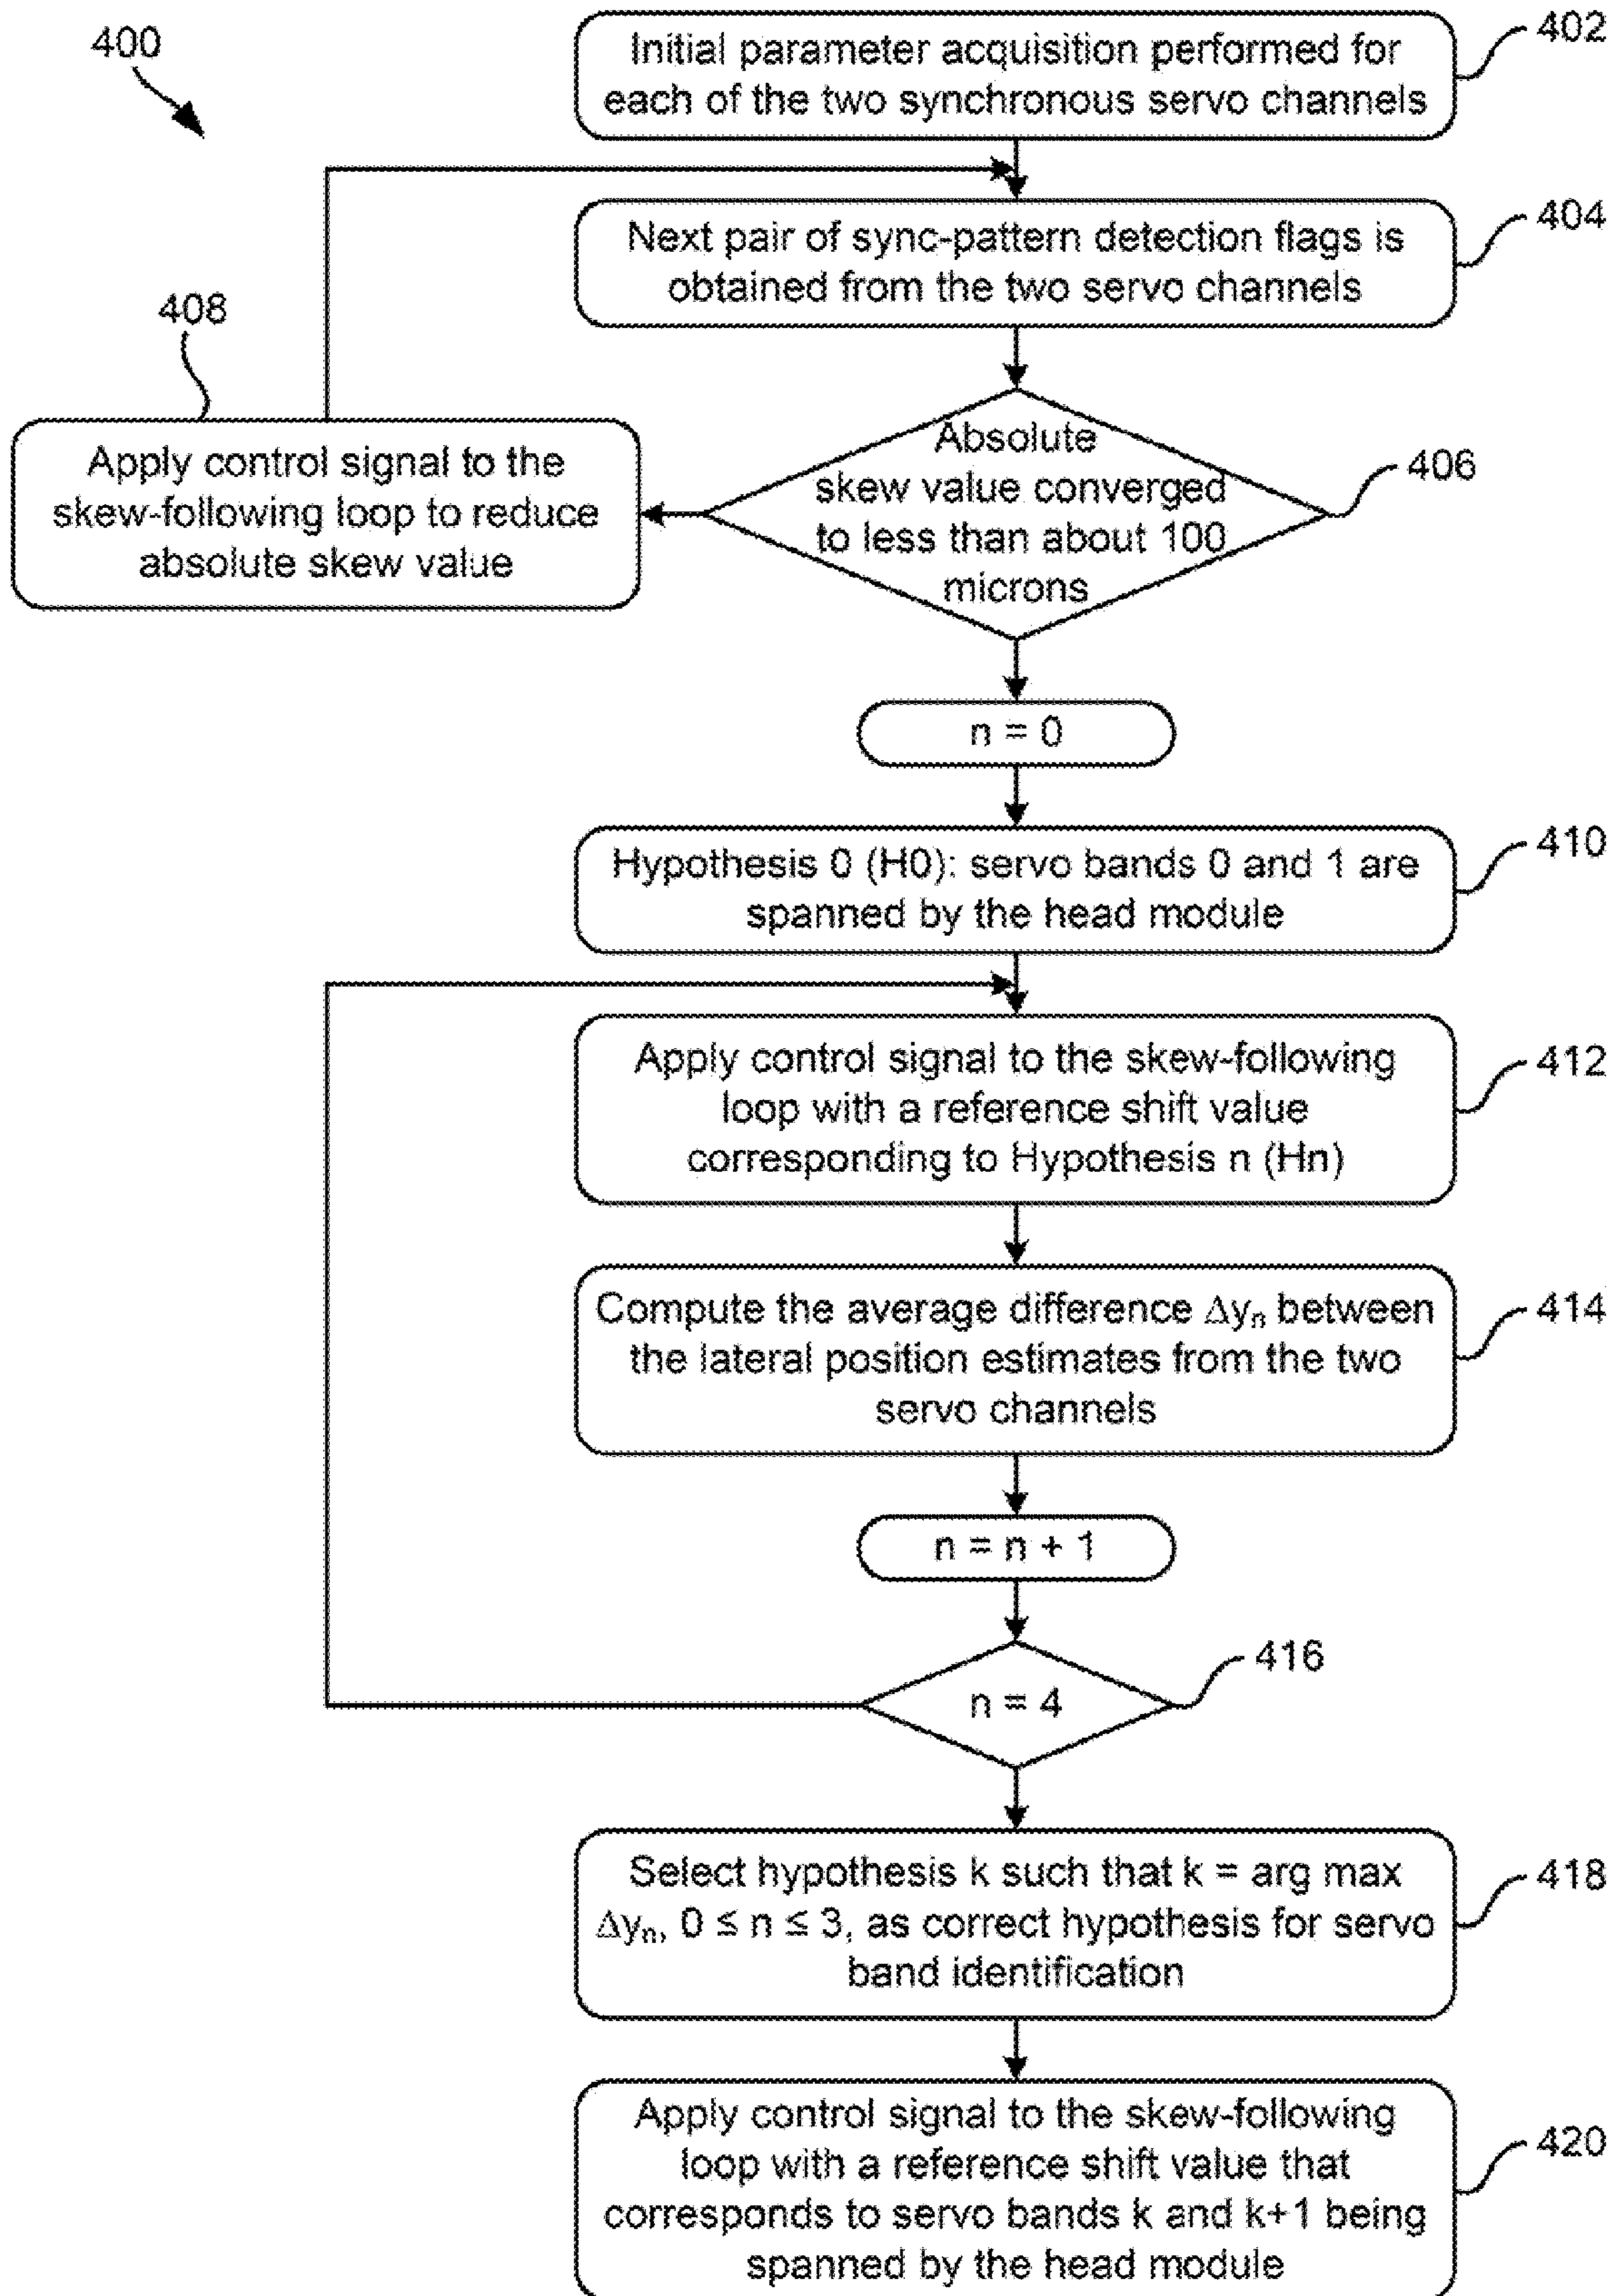 400
Initial parameter acquisition performed for
each of the two synchronous servo channels
402
Next pair of sync-pattern detection flags is
obtained from the two servo channels
404
408
Apply control signal to the
skew-following loop to reduce
absolute skew value
Absolute
skew value converged
to less than about 100
microns
406
n = 0
Hypothesis 0 (H0): servo bands 0 and 1 are
spanned by the head module
410
Apply control signal to the skew-following
loop with a reference shift value
corresponding to Hypothesis n (Hn)
412
Compute the average difference Δyₙ between
the lateral position estimates from the two
servo channels
414
n = n + 1
n = 4
416
Select hypothesis k such that k = arg max
Δyₙ, 0 ≤ n ≤ 3, as correct hypothesis for servo
band identification
418
Apply control signal to the skew-following
loop with a reference shift value that
corresponds to servo bands k and k+1 being
spanned by the head module
420